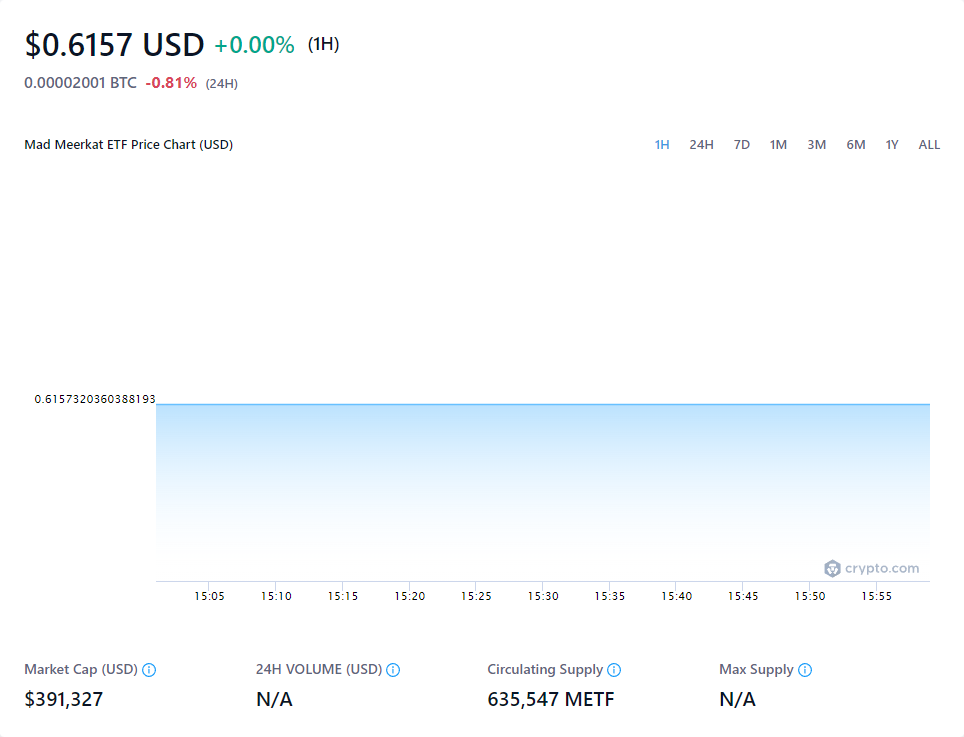 $0.6157 USD +0.00% (1H)
0.00002001 BTC -0.81% (24H)
Mad Meerkat ETF Price Chart (USD) 1H 24H 7D 1M 3M 6M 1Y ALL
0.6157320360388193
crypto.com
15:05 15:10 15:15 15:20 15:25 15:30 15:35 15:40 15:45 15:50 15:55
Market Cap (USD) 24H VOLUME (USD) Circulating Supply Max Supply
$391,327 N/A 635,547 METF N/A